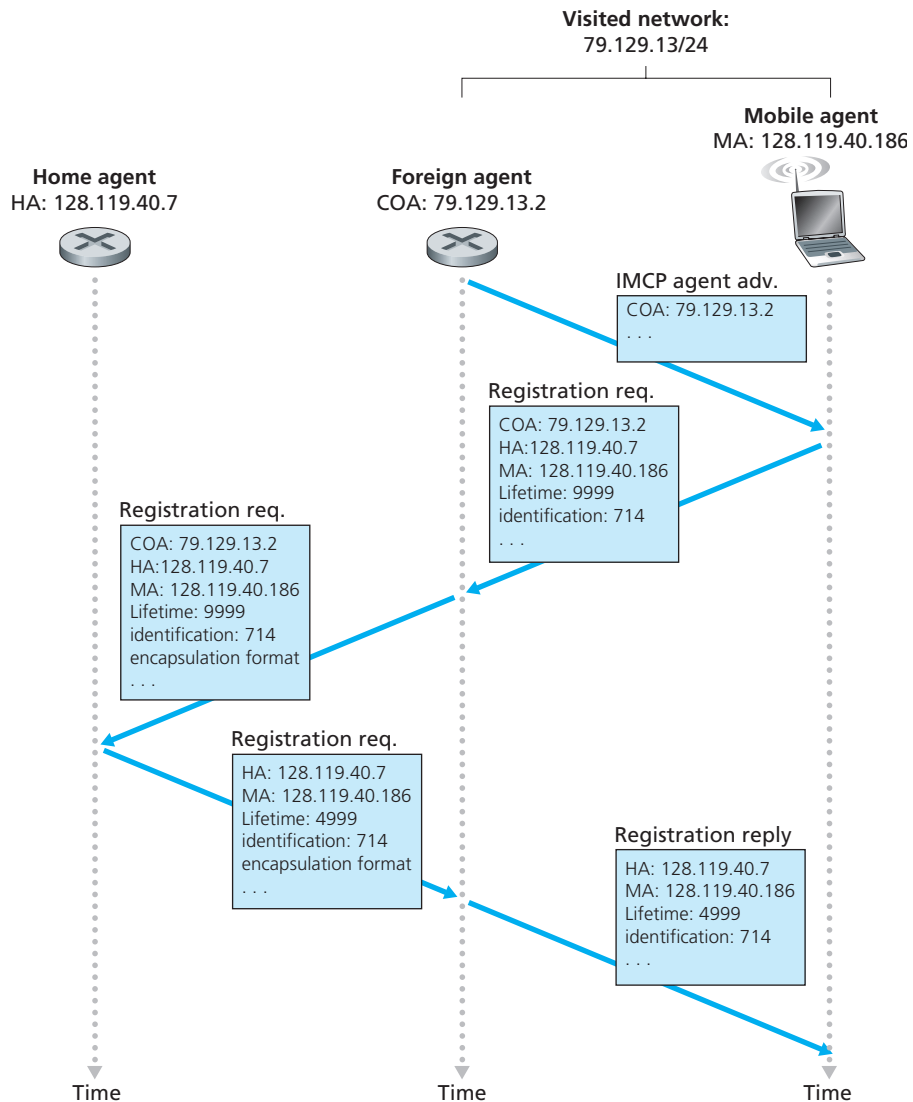 Visited network:
79.129.13/24
Mobile agent
MA: 128.119.40.186
Home agent
HA: 128.119.40.7
Foreign agent
COA: 79.129.13.2
IMCP agent adv.
COA: 79.129.13.2
. . .
Registration req.
COA: 79.129.13.2
HA:128.119.40.7
MA: 128.119.40.186
Lifetime: 9999
identification: 714
. . .
Registration req.
COA: 79.129.13.2
HA:128.119.40.7
MA: 128.119.40.186
Lifetime: 9999
identification: 714
encapsulation format
. . .
Registration req.
HA: 128.119.40.7
MA: 128.119.40.186
Lifetime: 4999
identification: 714
encapsulation format
. . .
Registration reply
HA: 128.119.40.7
MA: 128.119.40.186
Lifetime: 4999
identification: 714
. . .
Time
Time
Time